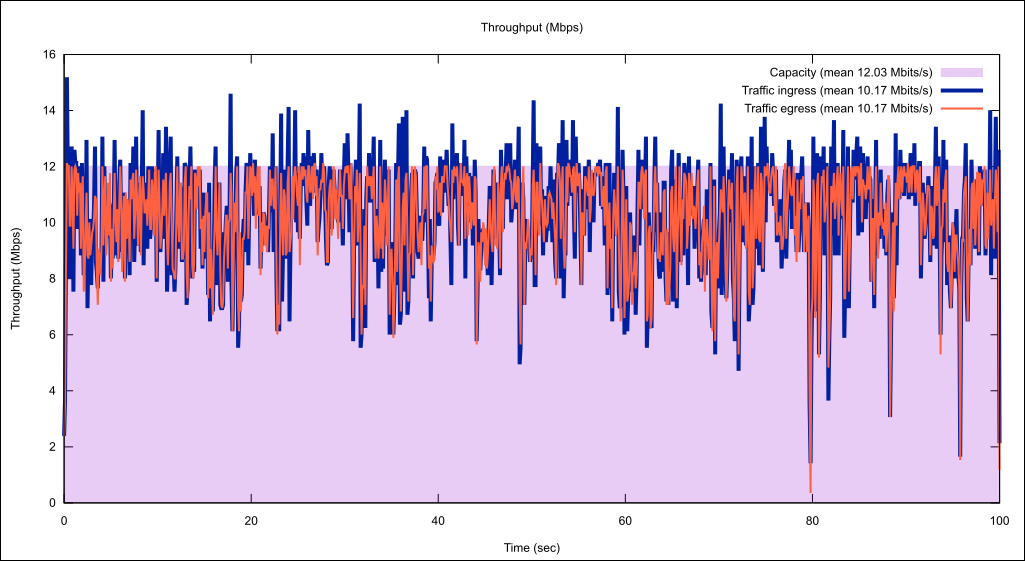 Throughput (Mbps)
16
Capacity (mean 12.03 Mbits/s)
Traffic ingress (mean 10.17 Mbits/s)
Traffic egress (mean 10.17 Mbits/s)
14
12
10
8
6
4
2
0
Throughput (Mbps)
0 20 40 60 80 100
Time (sec)